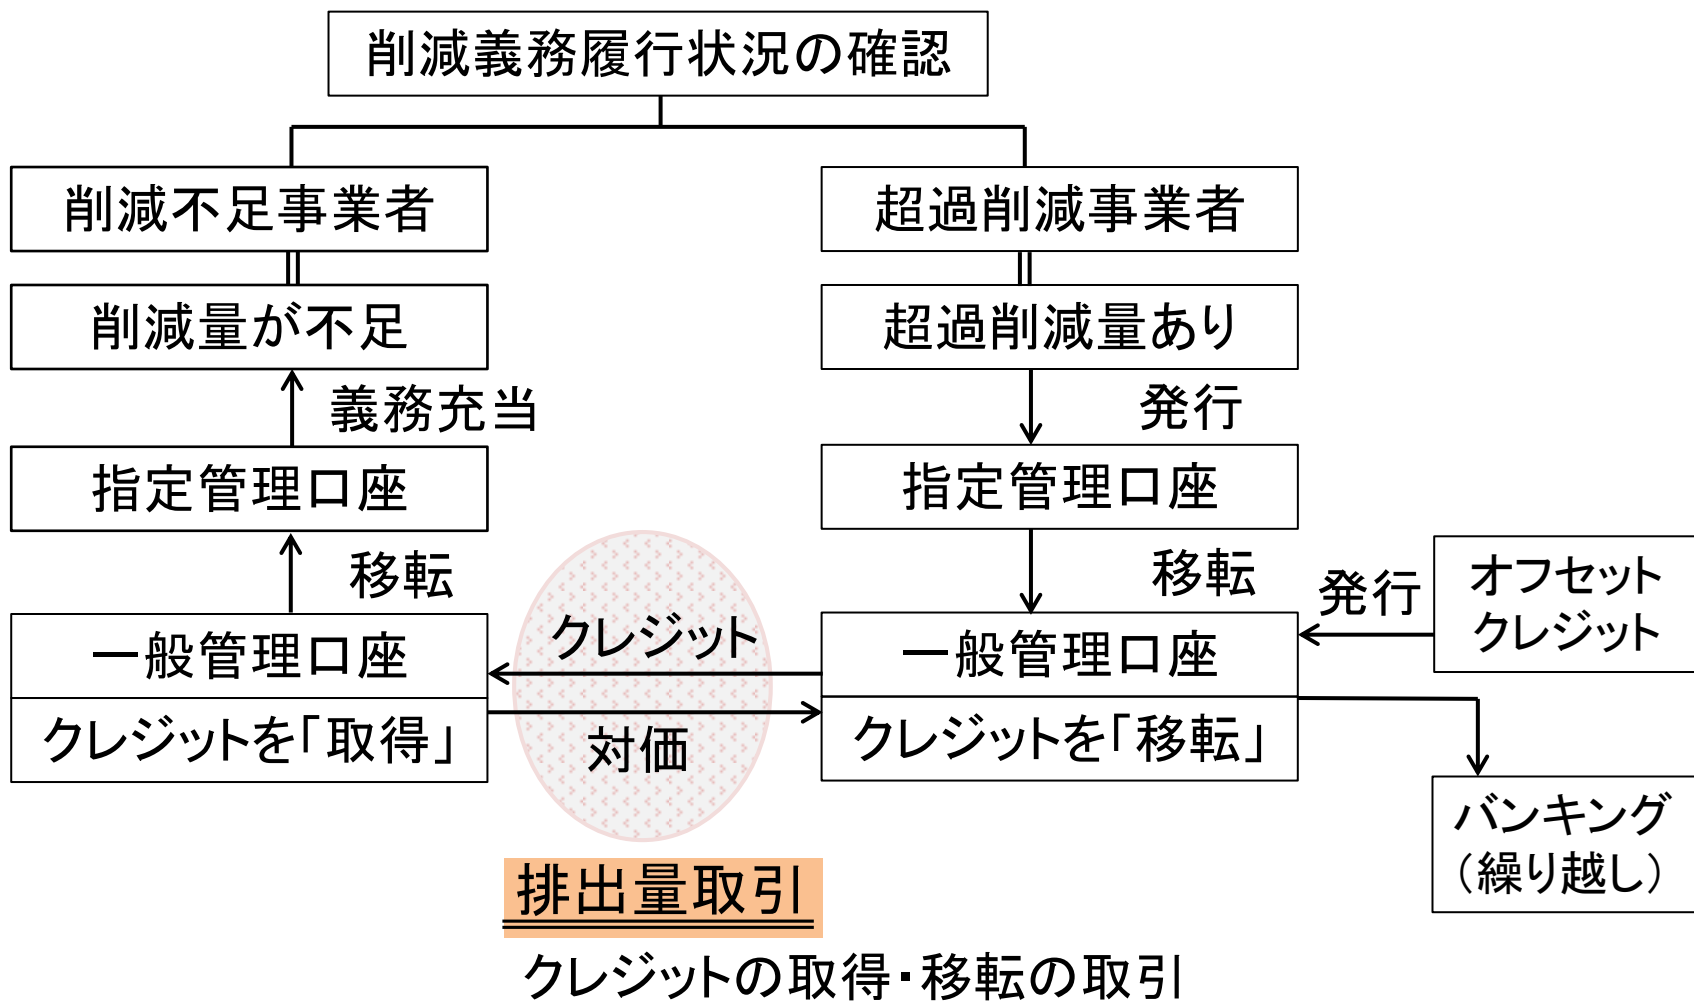 削減義務履行状況の確認
削減不足事業者
超過削減事業者
削減量が不足
超過削減量あり
義務充当
発行
指定管理口座
指定管理口座
移転
移転
発行
オフセット
クレジット
一般管理口座
クレジット
一般管理口座
クレジットを「取得」
対価
クレジットを「移転」
バンキング
（繰り越し）
排出量取引
クレジットの取得・移転の取引